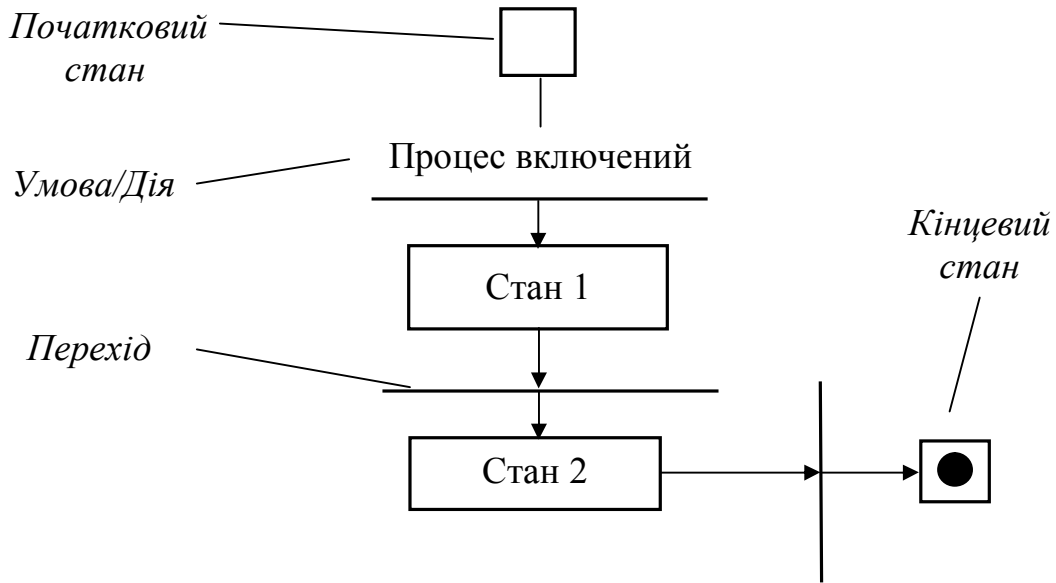 Початковий
стан
Процес включений
Умова/Дія
Кінцевий
стан
Стан 1
Перехід
Стан 2